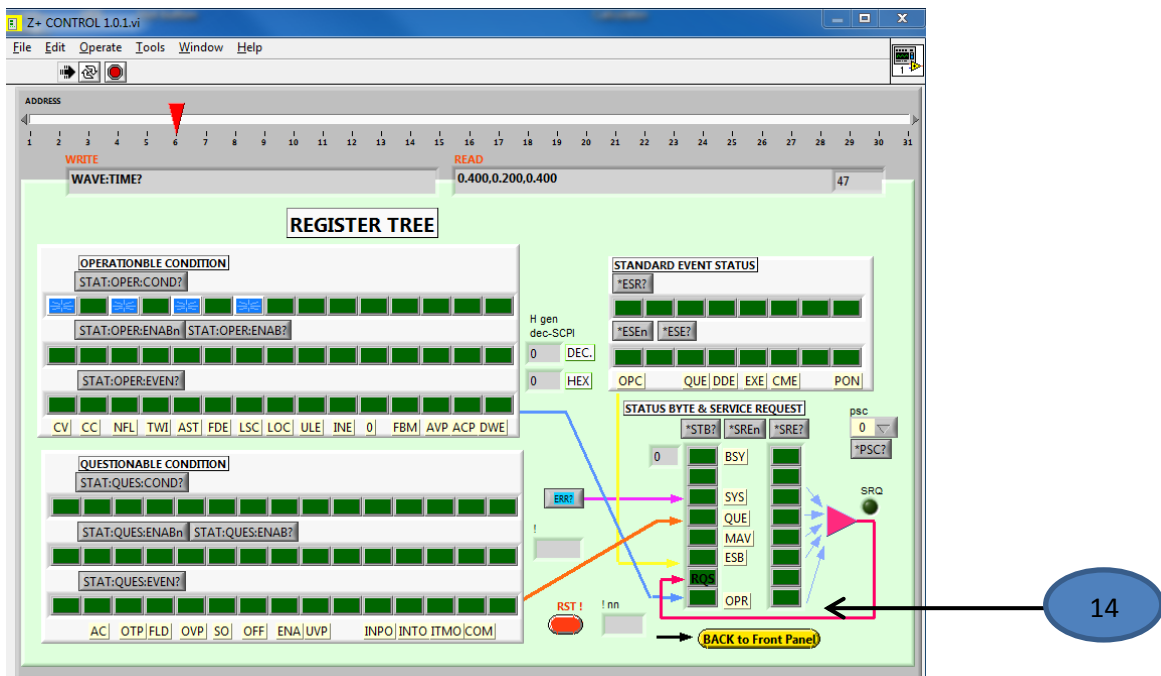 Z+ CONTROL 1.0.1.vi
File Edit Operate Tools Window Help
1
ADDRESS
1 2 3 4 5 6 7 8 9 10 11 12 13 14 15 16 17 18 19 20 21 22 23 24 25 26 27 28 29 30 31
WRITE READ
WAVE:TIME? 0.400,0.200,0.400 47
REGISTER TREE
OPERATIONBLE CONDITION
STAT:OPER:COND?
STAT:OPER:ENABn STAT:OPER:ENAB?
STAT:OPER:EVEN?
CV CC NFL TWI AST FDE LSC LOC ULE INE 0 FBM AVP ACP DWE
H gen
dec-SCPI
0 DEC.
0 HEX
STANDARD EVENT STATUS
*ESR?
*ESEn *ESE?
OPC QUE DDE EXE CME PON
STATUS BYTE & SERVICE REQUEST
*STB? *SREn *SRE?
psc
0
*PSC?
0 BSY
SYS
QUE
MAV
ESB
RQS
OPR
SRQ
QUESTIONABLE CONDITION
STAT:QUES:COND?
STAT:QUES:ENABn STAT:QUES:ENAB?
STAT:QUES:EVEN?
AC OTP FLD OVP SO OFF ENA UVP INPO INTO ITMO COM
ERR?
!
RST !
! nn
BACK to Front Panel
14